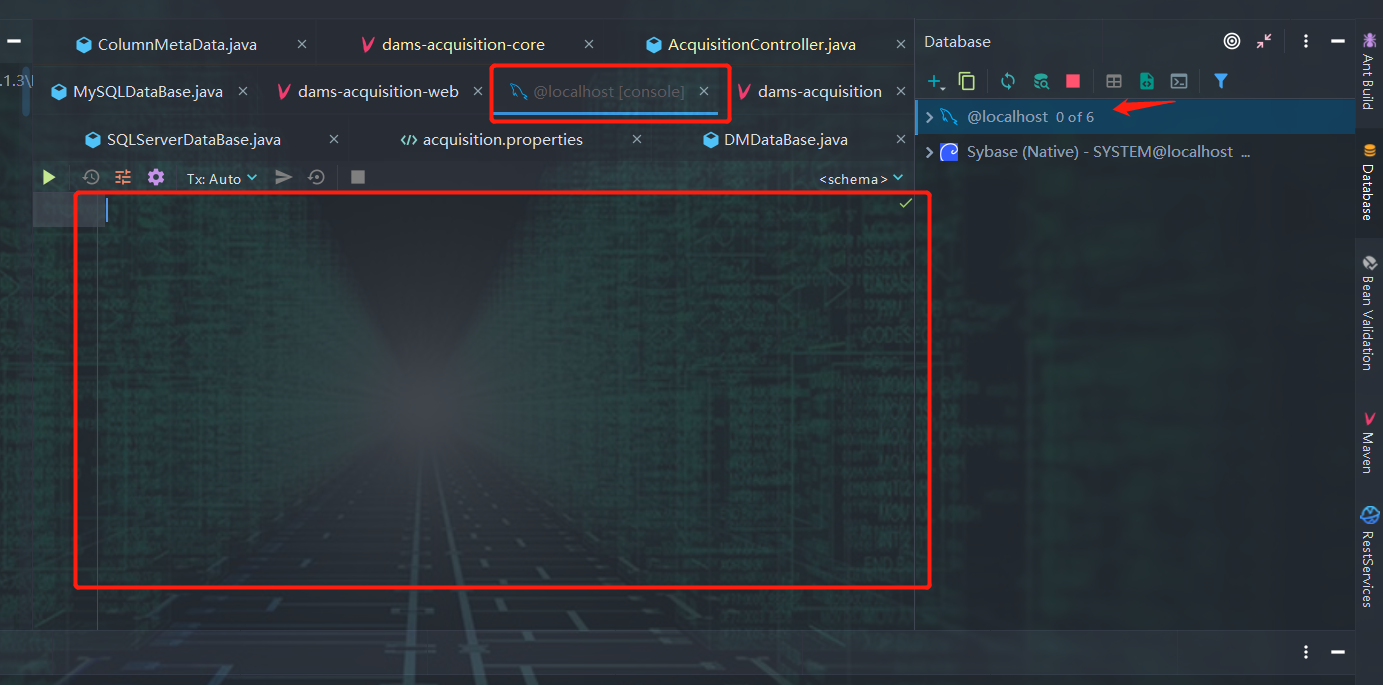 ColumnMetaData.java
dams-acquisition-core
AcquisitionController.java
Database
.1.3\
MySQLDataBase.java
dams-acquisition-web
@localhost [console]
dams-acquisition
SQLServerDataBase.java
acquisition.properties
DMDataBase.java
Tx: Auto
<schema>
@localhost 0 of 6
Sybase (Native) - SYSTEM@localhost ...
Ant Build
Database
Bean Validation
Maven
RestServices